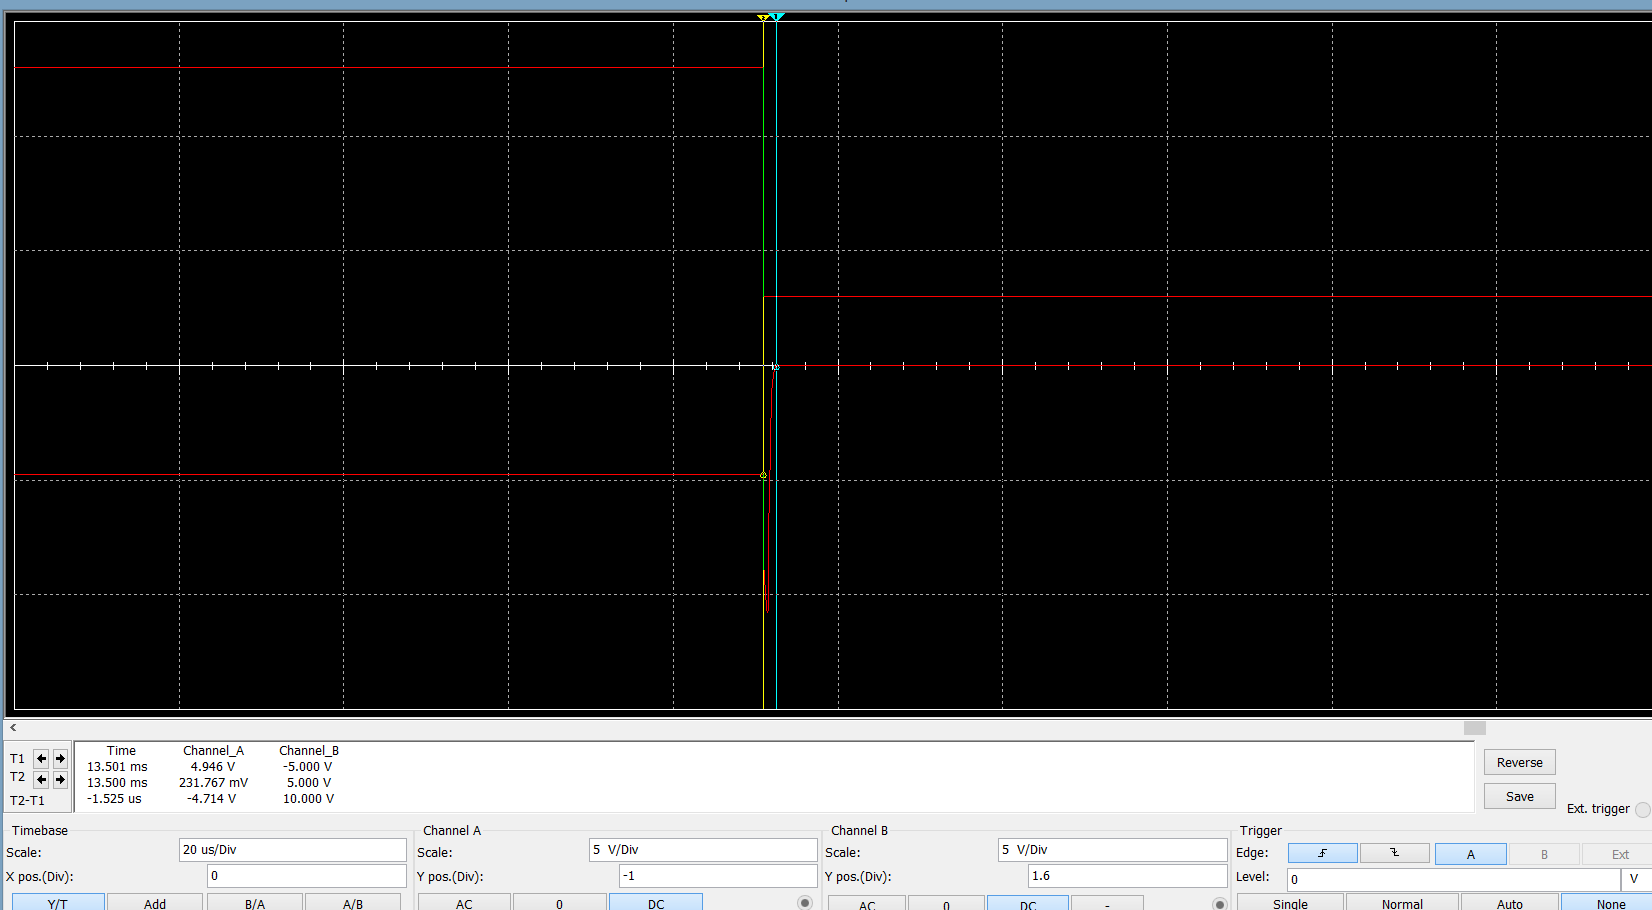 2 1
Time Channel_A Channel_B
T1 13.501 ms 4.946 V -5.000 V
T2 13.500 ms 231.767 mV 5.000 V
T2-T1 -1.525 us -4.714 V 10.000 V
Reverse
Save
Ext. trigger
Timebase Channel A Channel B Trigger
Scale: 20 us/Div Scale: 5 V/Div Scale: 5 V/Div Edge: A B Ext
X pos.(Div): 0 Y pos.(Div): -1 Y pos.(Div): 1.6 Level: 0 V
Y/T Add B/A A/B AC 0 DC AC 0 DC - Single Normal Auto None